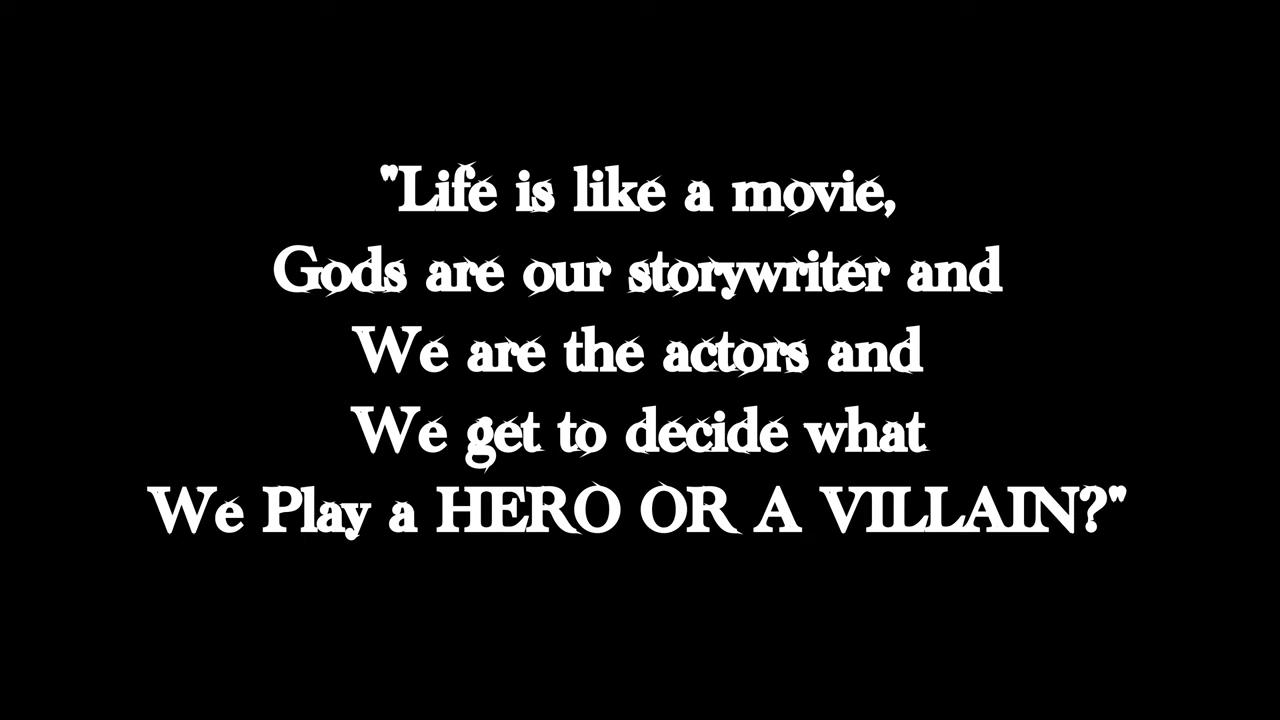 "Life is like a movie,
Gods are our storywriter and
We are the actors and
We get to decide what
We Play a HERO OR A VILLAIN?"